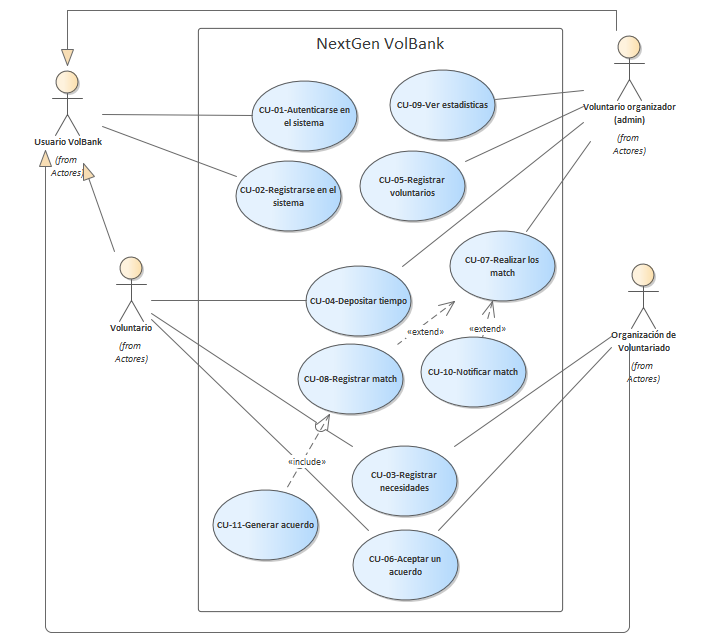 NextGen VolBank
CU-01-Autenticarse en
el sistema
CU-09-Ver estadisticas
Voluntario organizador
(admin)
(from
Actores)
Usuario VolBank
(from
Actores)
CU-02-Registrarse en el
sistema
CU-05-Registrar
voluntarios
CU-07-Realizar los
match
CU-04-Depositar tiempo
Voluntario
(from
Actores)
«extend»
«extend»
Organización de
Voluntariado
(from
Actores)
CU-08-Registrar match
CU-10-Notificar match
«include»
CU-03-Registrar
necesidades
CU-11-Generar acuerdo
CU-06-Aceptar un
acuerdo